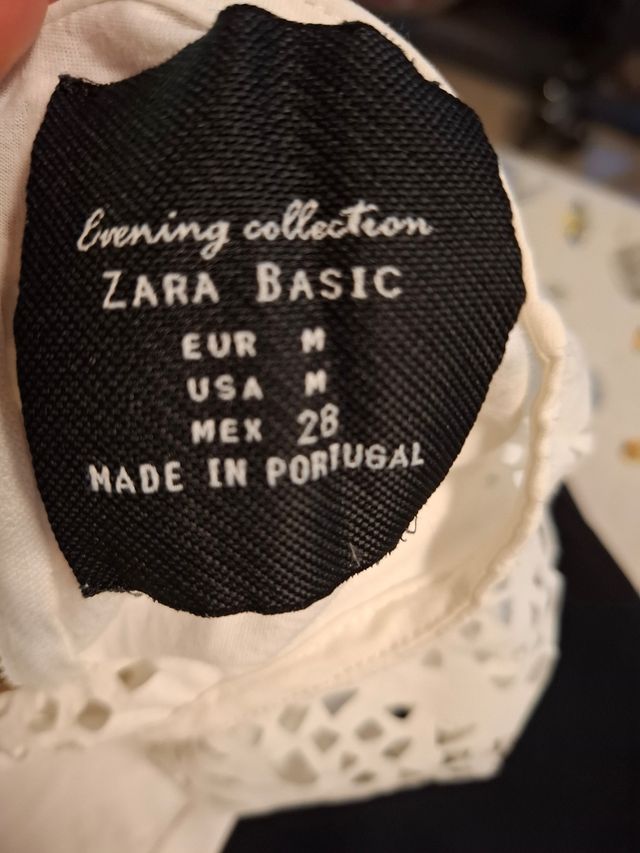 Evening collection
ZARA BASIC
EUR M
USA M
MEX 28
MADE IN PORTUGAL